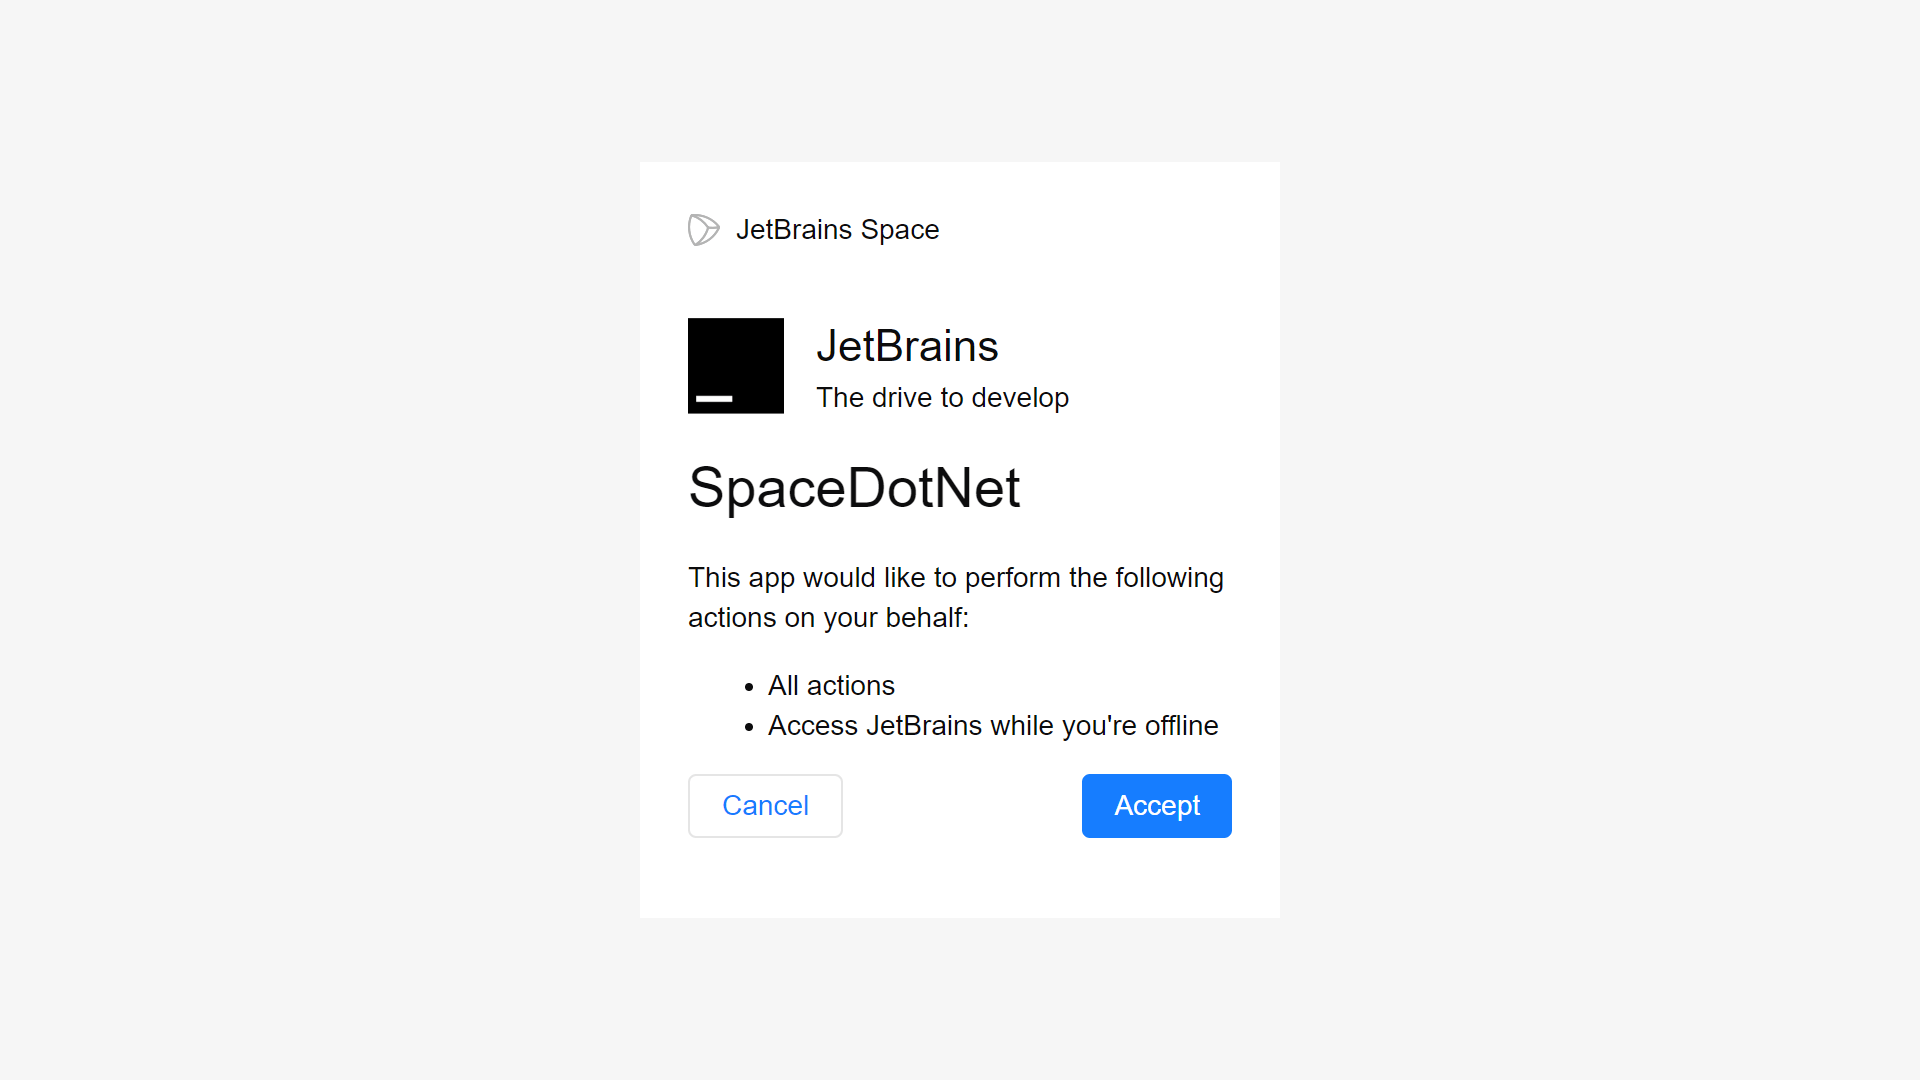 JetBrains Space
JetBrains
The drive to develop
SpaceDotNet
This app would like to perform the following
actions on your behalf:
• All actions
• Access JetBrains while you're offline
Cancel
Accept